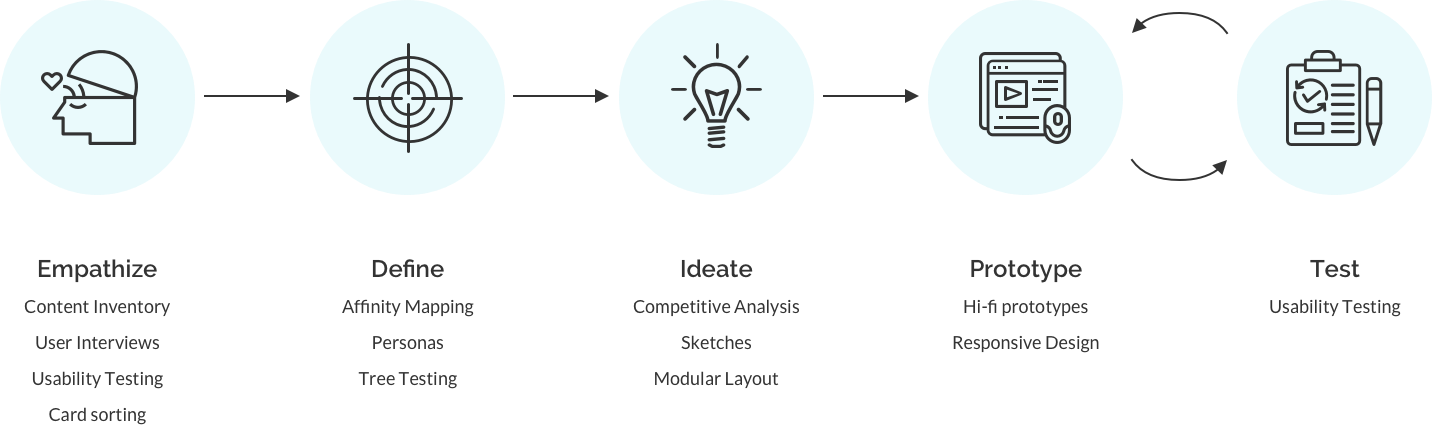 Empathize
Content Inventory
User Interviews
Usability Testing
Card sorting
Define
Affinity Mapping
Personas
Tree Testing
Ideate
Competitive Analysis
Sketches
Modular Layout
Prototype
Hi-fi prototypes
Responsive Design
Test
Usability Testing